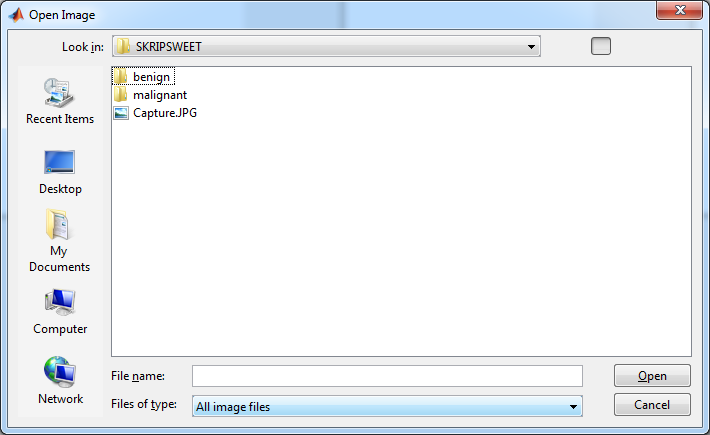 Open Image
Look in:
SKRIPSWEET
Recent Items
Desktop
My
Documents
Computer
Network
benign
malignant
Capture.JPG
File name:
Open
Files of type:
All image files
Cancel